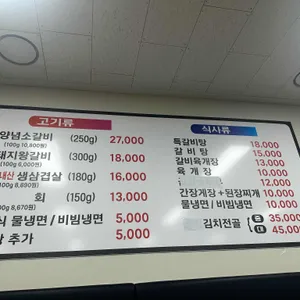 고기류
양념소갈비 (250g) 27,000
(100g 10,800원)
돼지왕갈비 (300g) 18,000
(100g 6,000원)
내산 생삼겹살 (180g) 16,000
(100g 8,890원)
회 (150g) 13,000
(100g 8,670원)
식 물냉면 / 비빔냉면 5,000
추가 5,000
식사류
특갈비탕 18,000
갈비탕 15,000
갈비육개장 13,000
육개장 10,000
12,000
간장게장 + 된장찌개 10,000
물냉면 / 비빔냉면 10,000
김치전골 중 35,000
대 45,000